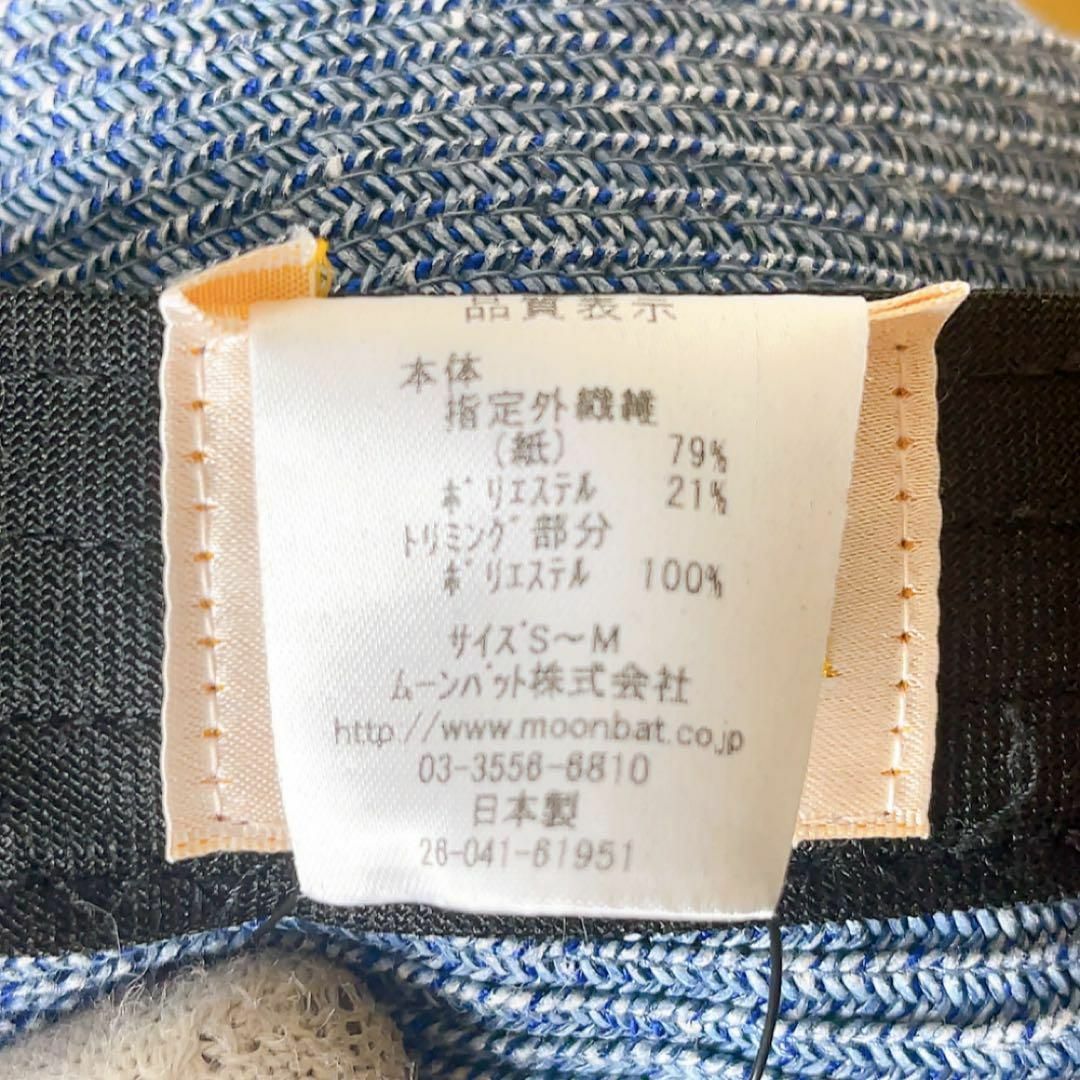 品質表示
本体
指定外繊維
(紙) 79%
ポリエステル 21%
トリミング部分
ポリエステル 100%
サイズS～M
ムーンバット株式会社
http://www.moonbat.co.jp
03-3556-6810
日本製
26-041-61951